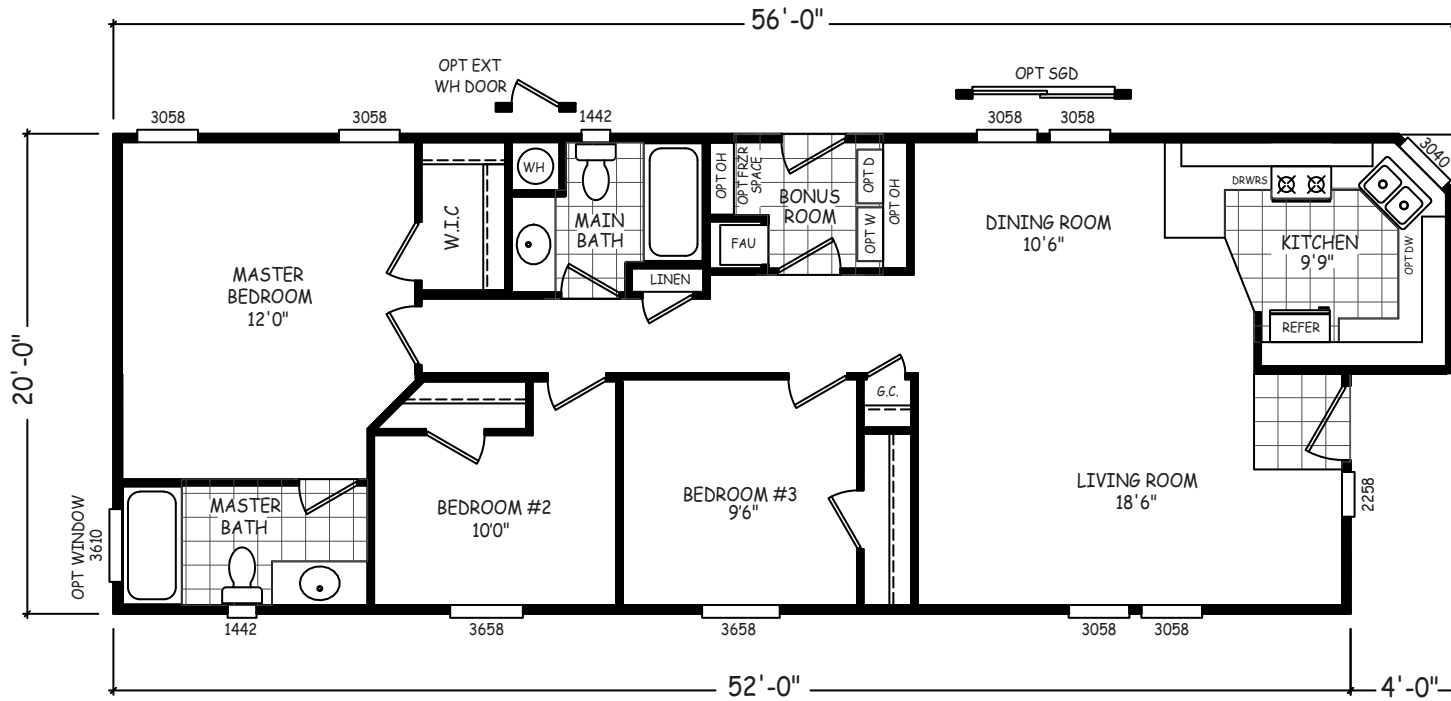 56'-0"
OPT EXT
WH DOOR
OPT SGD
3058
3058
1442
3058
3058
3040
WH
OPT OH
OPT FRZR
SPACE
OPT D
OPT W
OPT OH
BONUS
ROOM
FAU
DRWRS
OPT DW
KITCHEN
9'9"
REFER
W.I.C
MAIN
BATH
LINEN
DINING ROOM
10'6"
MASTER
BEDROOM
12'0"
20'-0"
G.C.
BEDROOM #2
10'0"
BEDROOM #3
9'6"
LIVING ROOM
18'6"
2258
OPT WINDOW
3610
MASTER
BATH
1442
3658
3658
3058
3058
52'-0"
4'-0"